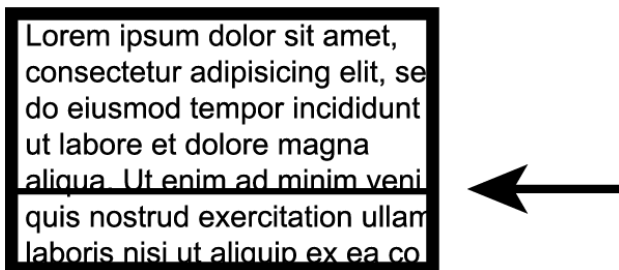 Lorem ipsum dolor sit amet,
consectetur adipisicing elit, se
do eiusmod tempor incididunt
ut labore et dolore magna
aliqua. Ut enim ad minim veni
quis nostrud exercitation ullam
laboris nisi ut aliquip ex ea co